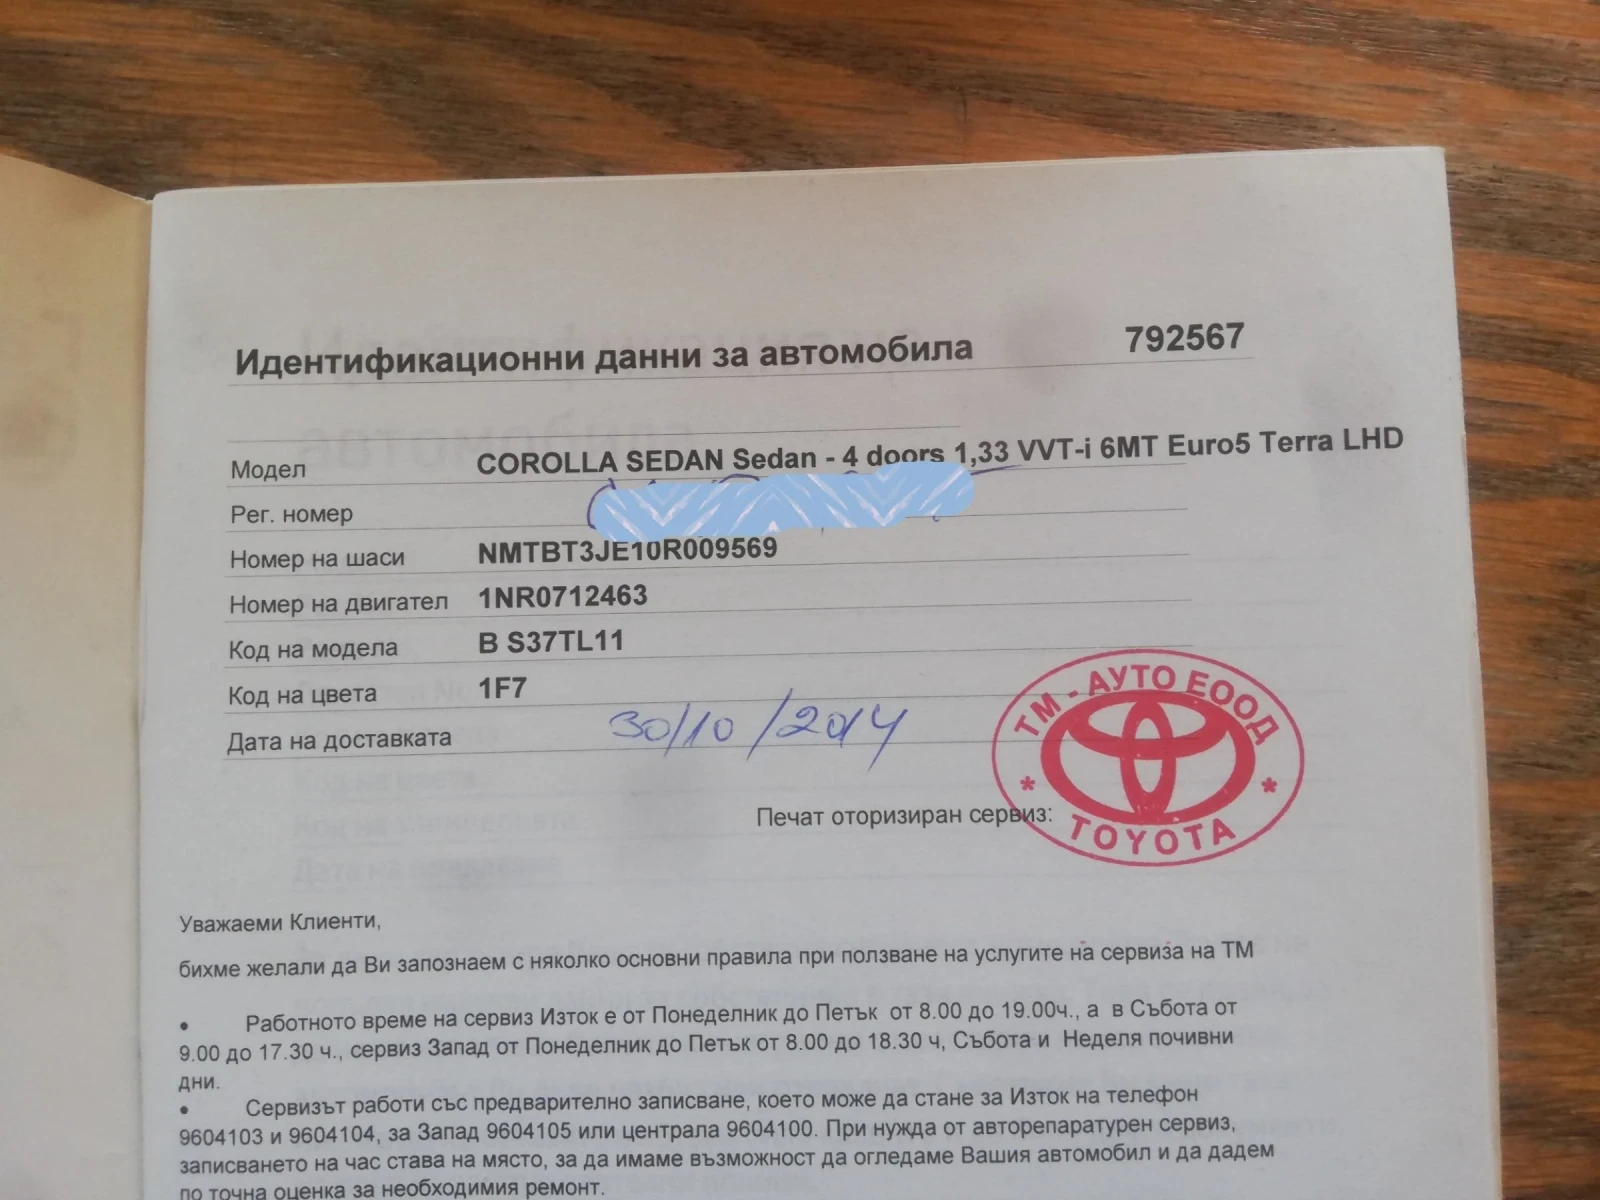 Идентификационни данни за автомобила 792567
Модел COROLLA SEDAN Sedan - 4 doors 1,33 VVT-i 6MT Euro5 Terra LHD
Рег. номер
Номер на шаси NMTBT3JE10R009569
Номер на двигател 1NR0712463
Код на модела B S37TL11
Код на цвета 1F7
Дата на доставката 30/10/2014
Печат оторизиран сервиз:
ТМ - АУТО ЕООД
* *
TOYOTA
Уважаеми Клиенти,
бихме желали да Ви запознаем с няколко основни правила при ползване на услугите на сервиза на ТМ
• Работното време на сервиз Изток е от Понеделник до Петък от 8.00 до 19.00ч., а в Събота от
9.00 до 17.30 ч., сервиз Запад от Понеделник до Петък от 8.00 до 18.30 ч, Събота и Неделя почивни
дни.
• Сервизът работи със предварително записване, което може да стане за Изток на телефон
9604103 и 9604104, за Запад 9604105 или централа 9604100. При нужда от авторепаратурен сервиз,
записването на час става на място, за да имаме възможност да огледаме Вашия автомобил и да дадем
по точна оценка за необходимия ремонт.